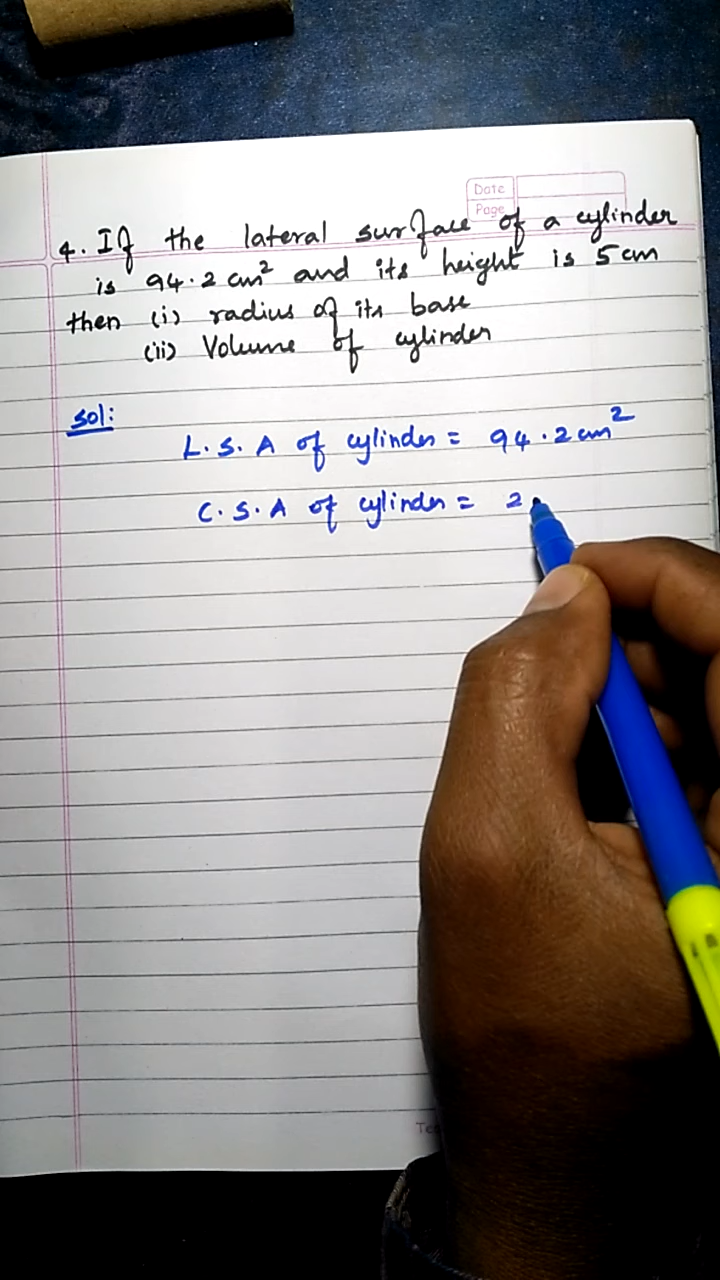 Date
Page
4. If the lateral surface of a cylinder
is 94.2 cm² and its height is 5 cm
then (i) radius of its base
(ii) Volume of cylinder
Sol:
L.S.A of cylinder = 94.2 cm²
C.S.A of cylinder = 2